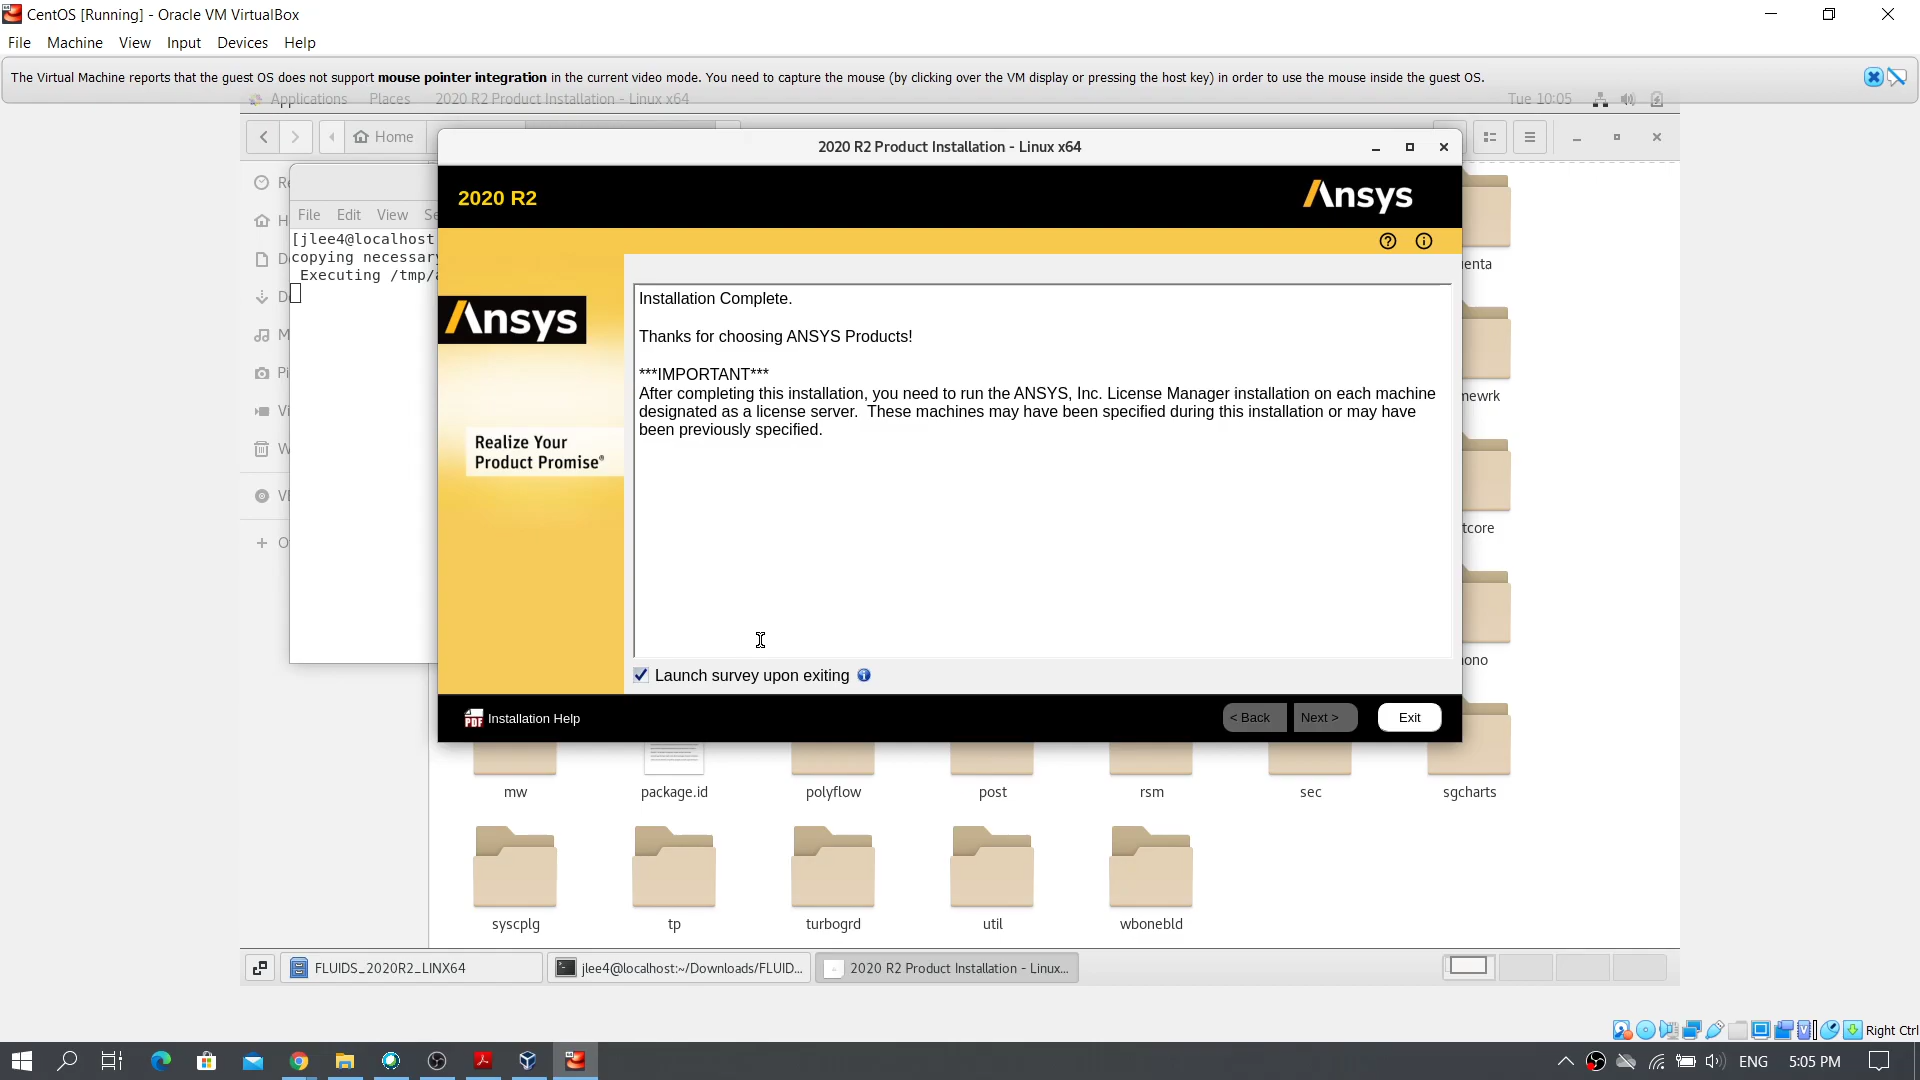 CentOS [Running] - Oracle VM VirtualBox
File Machine View Input Devices Help
The Virtual Machine reports that the guest OS does not support mouse pointer integration in the current video mode. You need to capture the mouse (by clicking over the VM display or pressing the host key) in order to use the mouse inside the guest OS.
Applications Places 2020 R2 Product Installation - Linux x64 Tue 10:05
Home
2020 R2 Product Installation - Linux x64
2020 R2
Ansys
File Edit View Se
[jlee4@localhost
copying necessary
Executing /tmp/a
Ansys
Realize Your
Product Promise®
Installation Complete.
Thanks for choosing ANSYS Products!
***IMPORTANT***
After completing this installation, you need to run the ANSYS, Inc. License Manager installation on each machine
designated as a license server. These machines may have been specified during this installation or may have
been previously specified.
Launch survey upon exiting
PDF Installation Help
< Back Next > Exit
enta
mewrk
tcore
ono
mw package.id polyflow post rsm sec sgcharts
syscplg tp turbogrd util wbonebld
FLUIDS_2020R2_LINX64 jlee4@localhost:~/Downloads/FLUID... 2020 R2 Product Installation - Linux...
Right Ctrl
ENG 5:05 PM